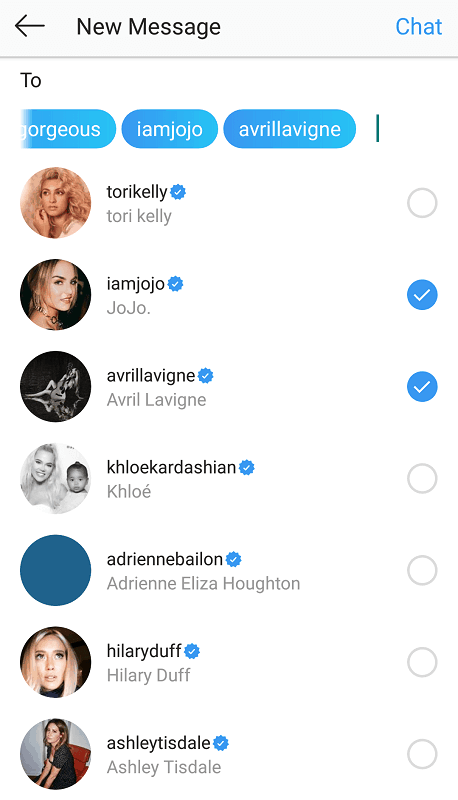 New Message Chat
To
gorgeous iamjojo avrillavigne
torikelly
tori kelly
iamjojo
JoJo.
avrillavigne
Avril Lavigne
khloekardashian
Khloé
adriennebailon
Adrienne Eliza Houghton
hilaryduff
Hilary Duff
ashleytisdale
Ashley Tisdale